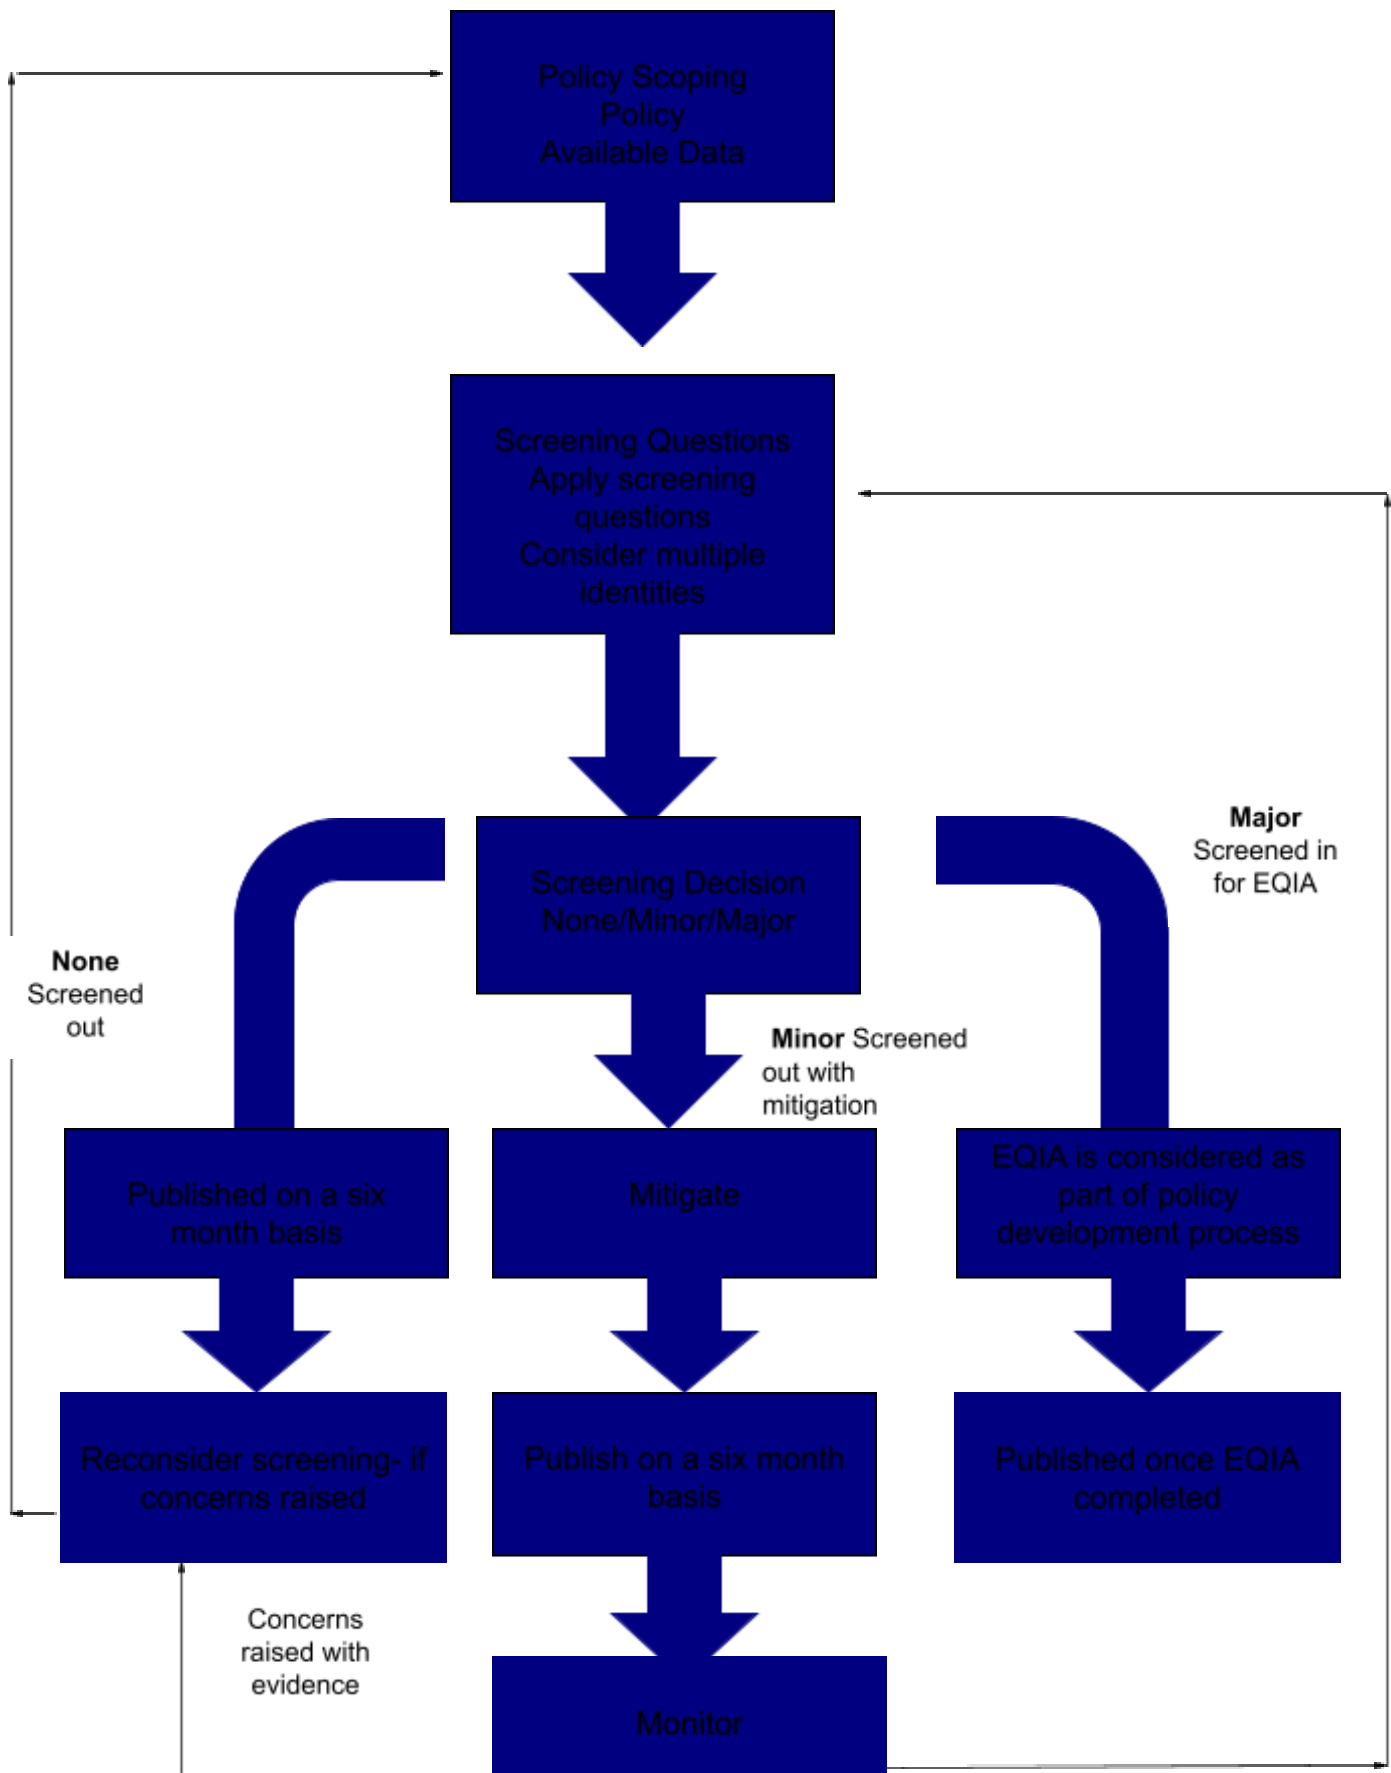 Policy Scoping
Policy
Available Data
Screening Questions
Apply screening
questions
Consider multiple
identities
Screening Decision
None/Minor/Major
Major
Screened in
for EQIA
None
Screened
out
Minor Screened
out with
mitigation
Published on a six
month basis
Mitigate
EQIA is considered as
part of policy
development process
Reconsider screening- if
concerns raised
Publish on a six month
basis
Published once EQIA
completed
Concerns
raised with
evidence
Monitor